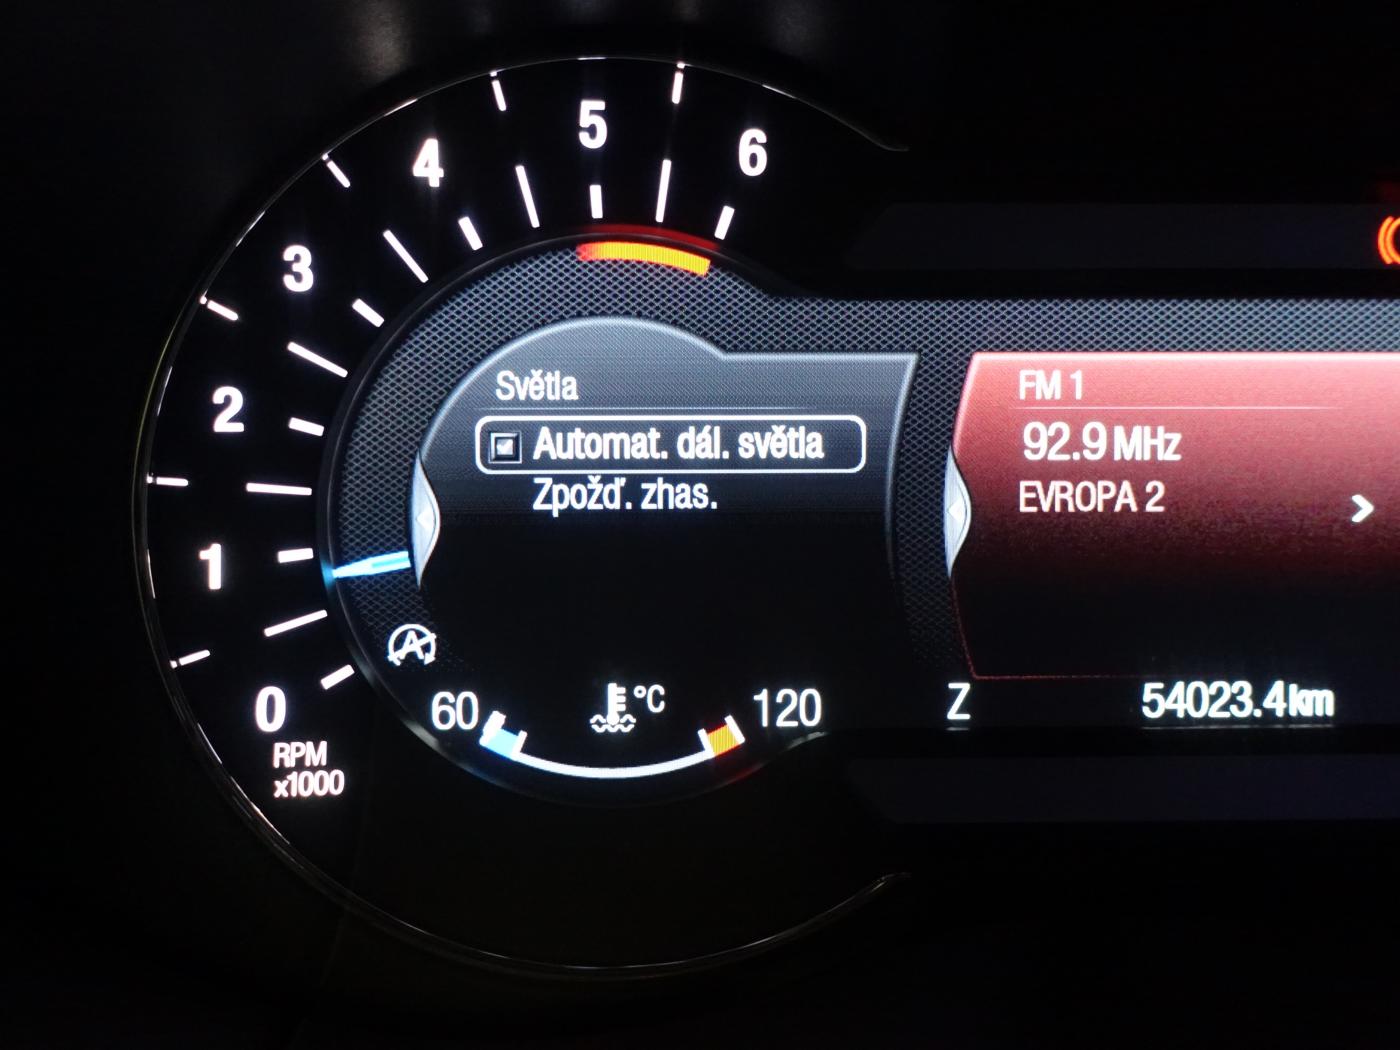 6
5
4
3
2
1
0
RPM
x1000
Světla
Automat. dál. světla
Zpožď. zhas.
A
60
°C
120
FM 1
92.9 MHz
EVROPA 2
Z
54023.4 km